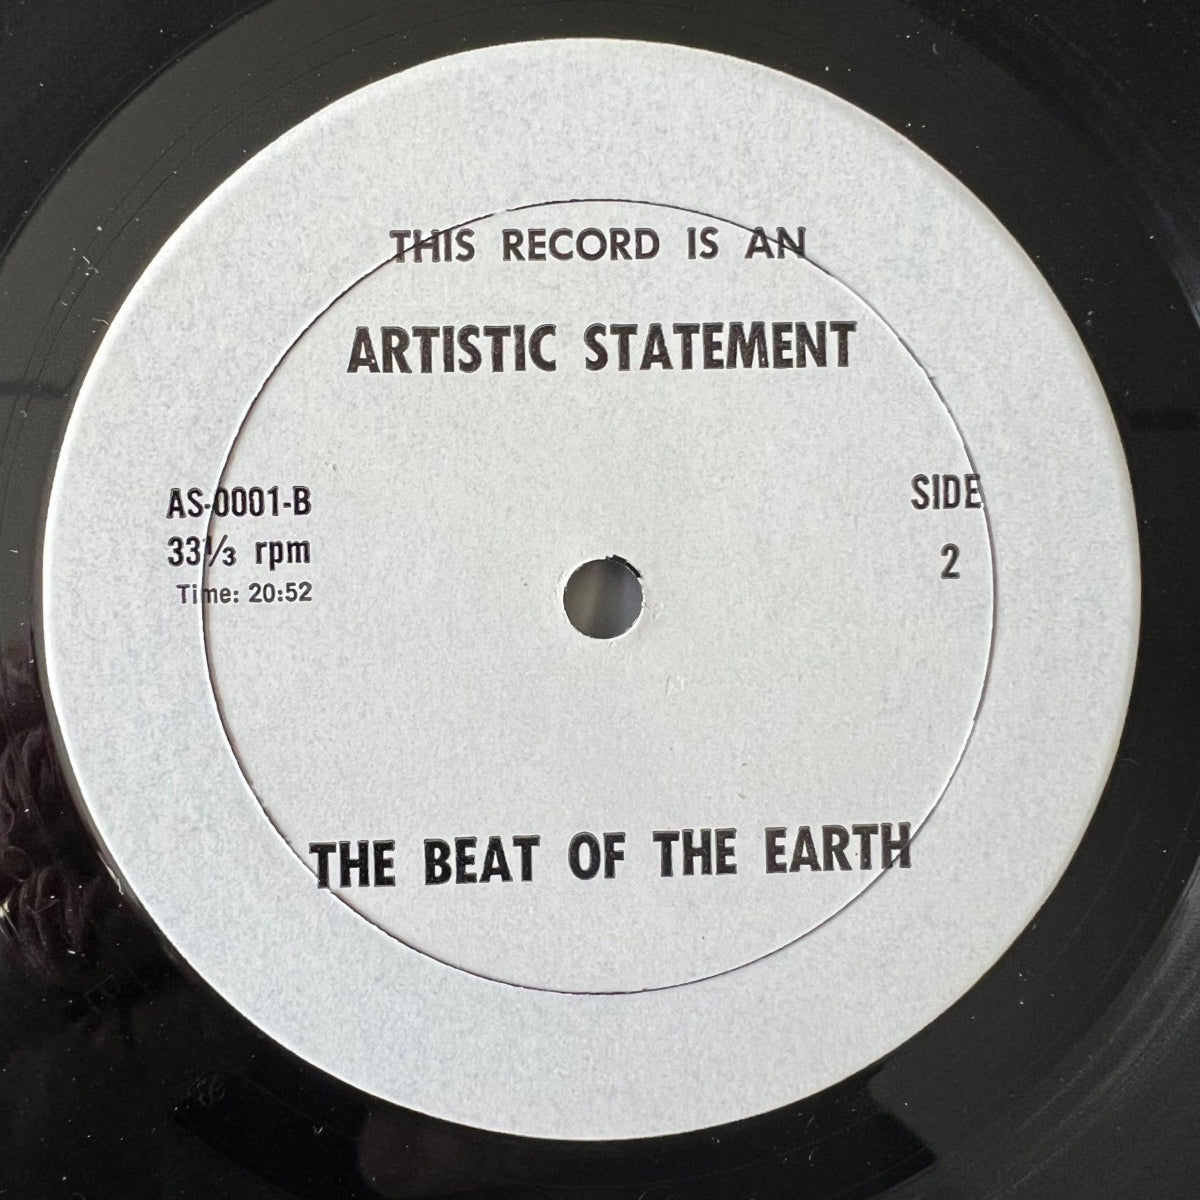 THIS RECORD IS AN
ARTISTIC STATEMENT
AS-0001-B
33⅓ rpm
Time: 20:52
SIDE
2
THE BEAT OF THE EARTH